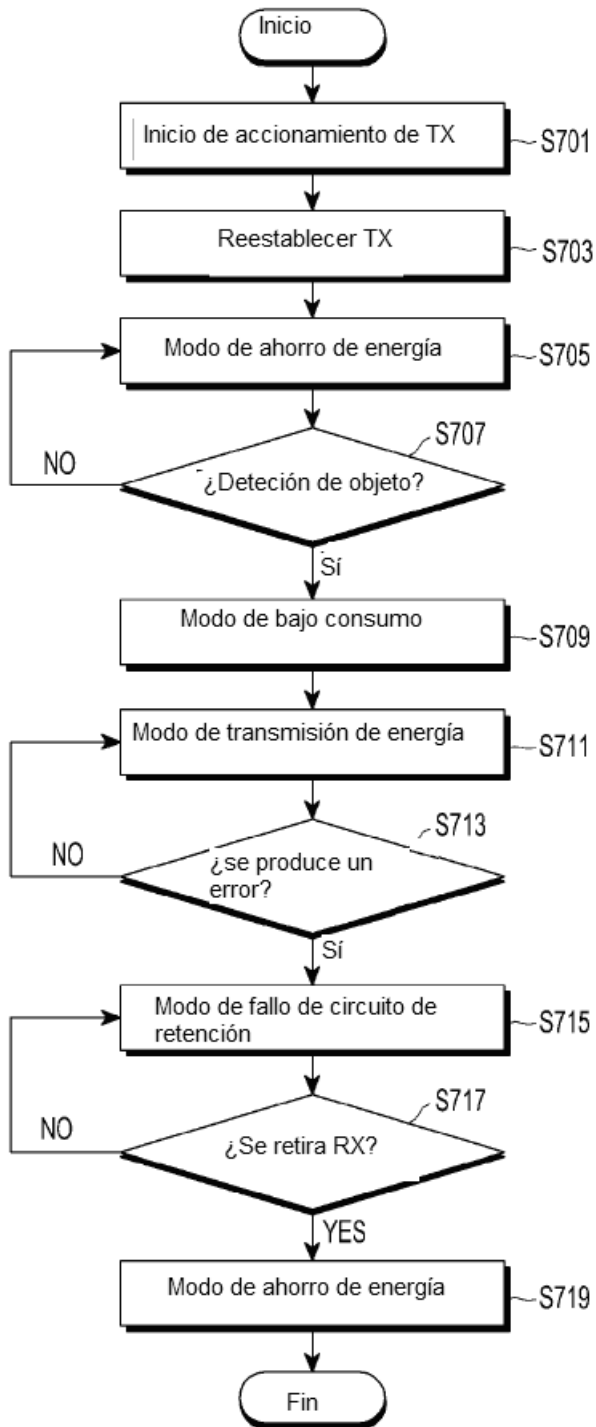 Inicio
Inicio de accionamiento de TX
S701
Reestablecer TX
S703
Modo de ahorro de energía
S705
S707
NO
¿Deteción de objeto?
Sí
Modo de bajo consumo
S709
Modo de transmisión de energía
S711
S713
NO
¿se produce un
error?
Sí
Modo de fallo de circuito de
retención
S715
S717
NO
¿Se retira RX?
YES
Modo de ahorro de energía
S719
Fin